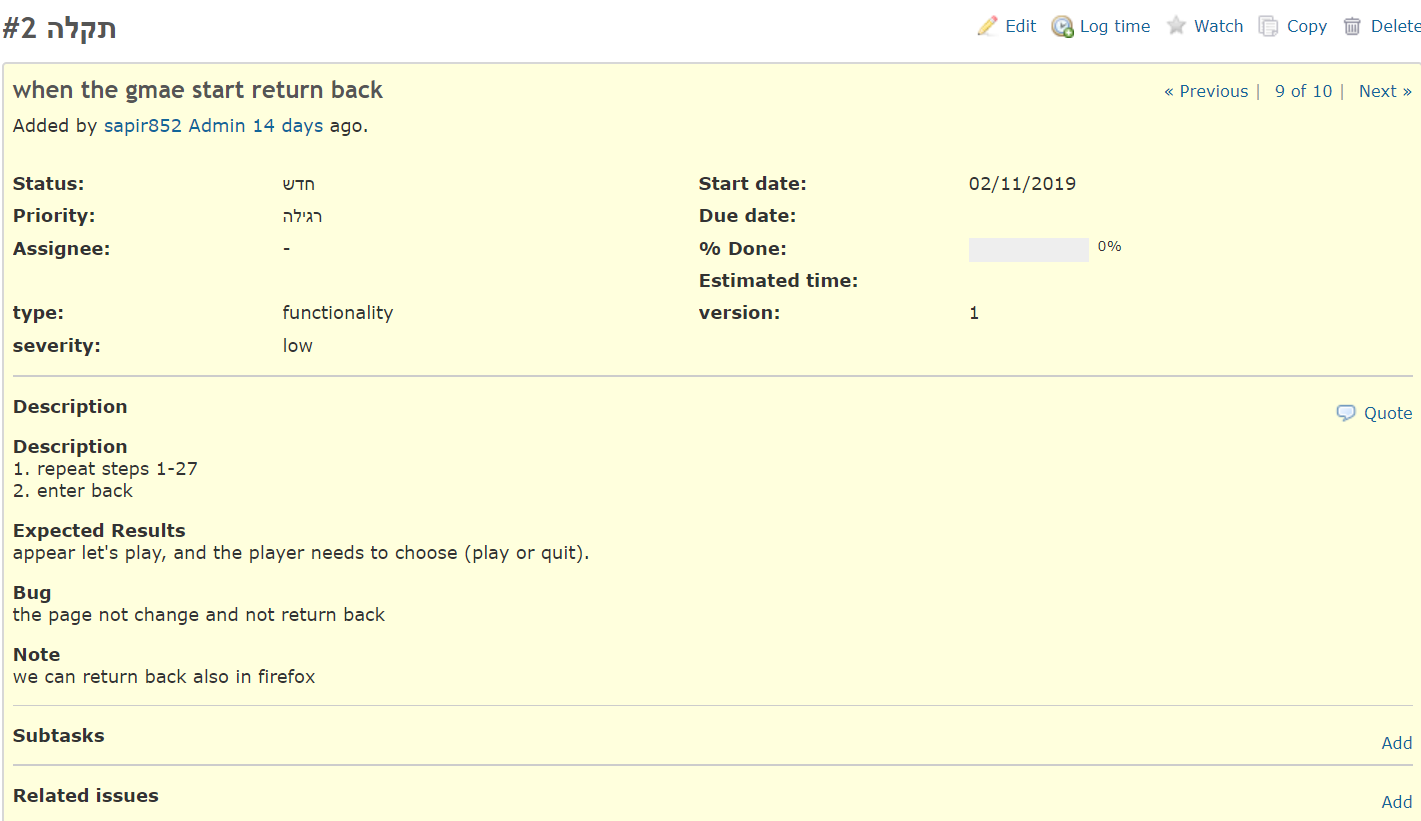 תקלה #2
Edit Log time Watch Copy Delete
when the gmae start return back
« Previous | 9 of 10 | Next »
Added by sapir852 Admin 14 days ago.
Status: חדש Start date: 02/11/2019
Priority: רגילה Due date:
Assignee: - % Done: 0%
Estimated time:
type: functionality version: 1
severity: low
Description
Quote
Description
1. repeat steps 1-27
2. enter back
Expected Results
appear let's play, and the player needs to choose (play or quit).
Bug
the page not change and not return back
Note
we can return back also in firefox
Subtasks
Add
Related issues
Add